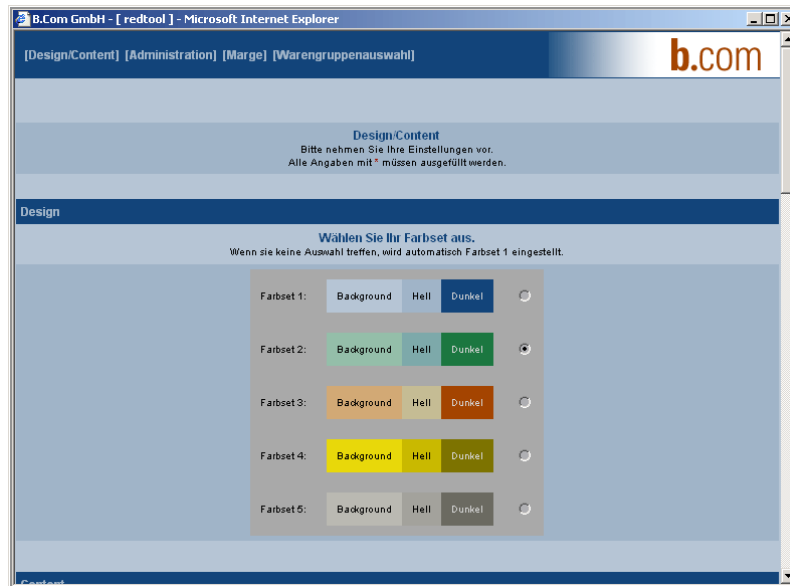 B.Com GmbH - [ redtool ] - Microsoft Internet Explorer
[Design/Content] [Administration] [Marge] [Warengruppenauswahl]
b.com
Design/Content
Bitte nehmen Sie Ihre Einstellungen vor.
Alle Angaben mit * müssen ausgefüllt werden.
Design
Wählen Sie Ihr Farbset aus.
Wenn sie keine Auswahl treffen, wird automatisch Farbset 1 eingestellt.
Farbset 1: Background Hell Dunkel
Farbset 2: Background Hell Dunkel
Farbset 3: Background Hell Dunkel
Farbset 4: Background Hell Dunkel
Farbset 5: Background Hell Dunkel
Content